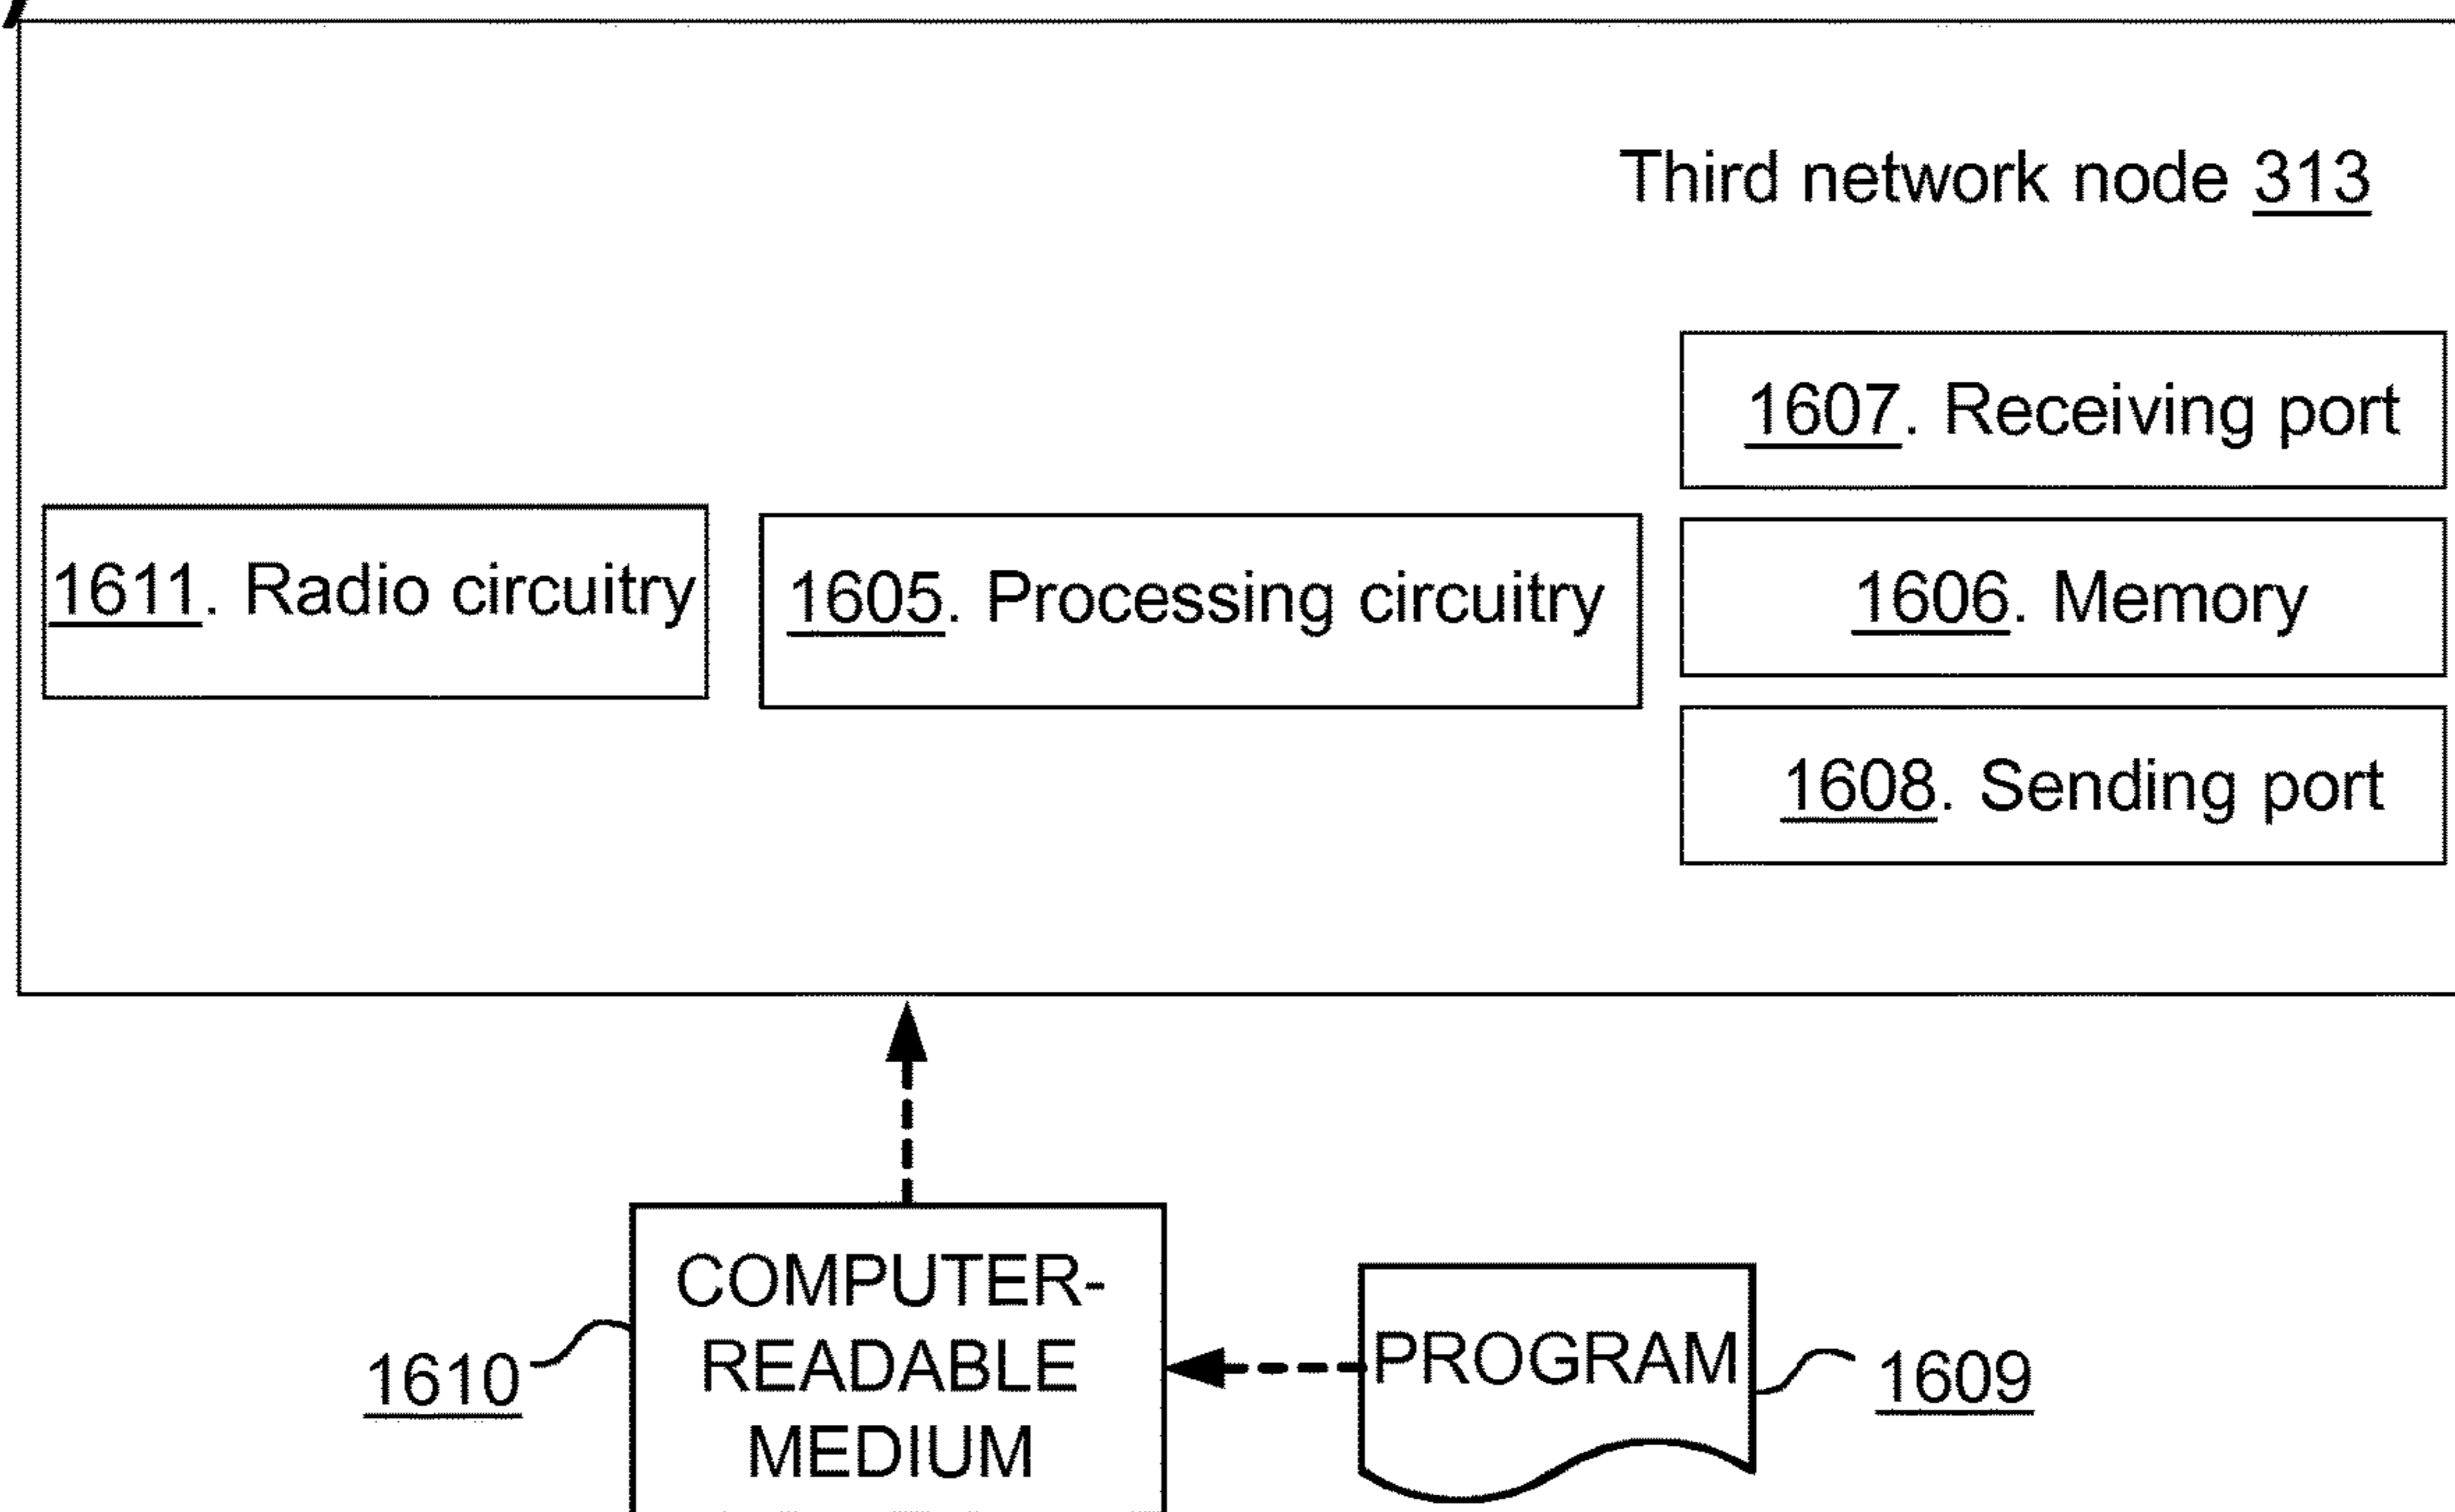 Third network node 313
1607. Receiving port
1611. Radio circuitry
1605. Processing circuitry
1606. Memory
1608. Sending port
COMPUTER-
READABLE
MEDIUM
1610
PROGRAM
1609